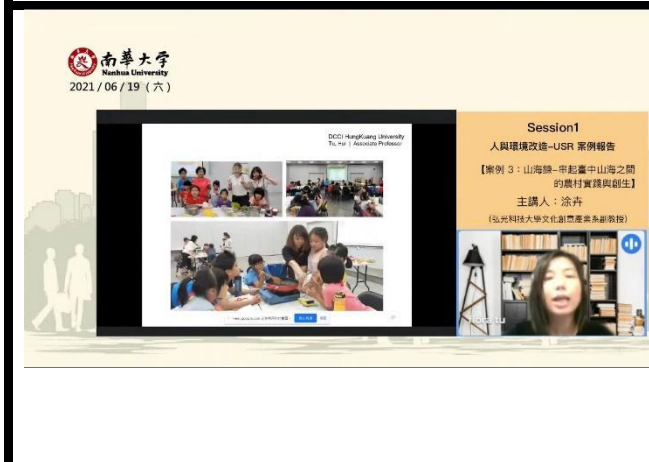 南華大学
Nanhua University
2021 / 06 / 19 (六)
DCCI HungKuang University
Tu, Hui | Associate Professor
Session1
人與環境改造-USR 案例報告
【案例 3：山海線-串起臺中山海之間
的農村實踐與創生】
主講人：涂卉
(弘光科技大學文化創意產業系副教授)